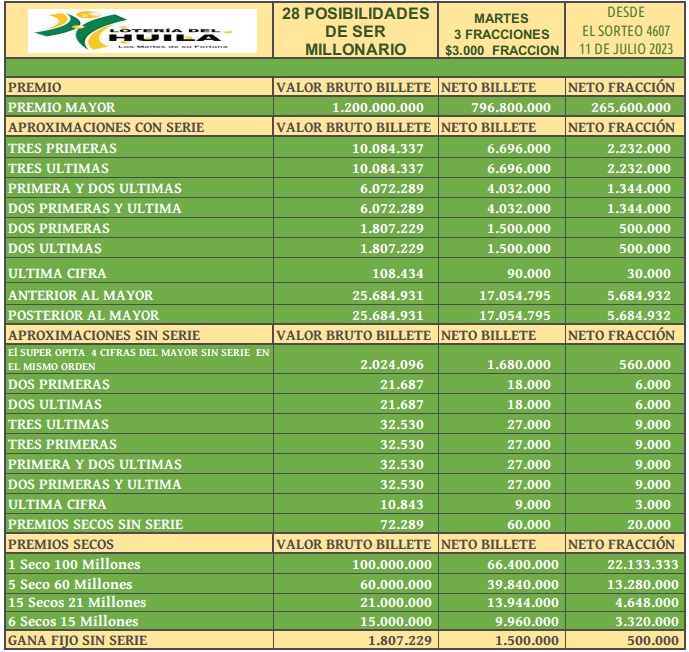 LOTERÍA DEL
HUILA
Los Martes de su Fortuna
28 POSIBILIDADES
DE SER
MILLONARIO
MARTES
3 FRACCIONES
$3.000 FRACCION
DESDE
EL SORTEO 4607
11 DE JULIO 2023
PREMIO VALOR BRUTO BILLETE NETO BILLETE NETO FRACCIÓN
PREMIO MAYOR 1.200.000.000 796.800.000 265.600.000
APROXIMACIONES CON SERIE VALOR BRUTO BILLETE NETO BILLETE NETO FRACCIÓN
TRES PRIMERAS 10.084.337 6.696.000 2.232.000
TRES ULTIMAS 10.084.337 6.696.000 2.232.000
PRIMERA Y DOS ULTIMAS 6.072.289 4.032.000 1.344.000
DOS PRIMERAS Y ULTIMA 6.072.289 4.032.000 1.344.000
DOS PRIMERAS 1.807.229 1.500.000 500.000
DOS ULTIMAS 1.807.229 1.500.000 500.000
ULTIMA CIFRA 108.434 90.000 30.000
ANTERIOR AL MAYOR 25.684.931 17.054.795 5.684.932
POSTERIOR AL MAYOR 25.684.931 17.054.795 5.684.932
APROXIMACIONES SIN SERIE VALOR BRUTO BILLETE NETO BILLETE NETO FRACCIÓN
El SUPER OPITA 4 CIFRAS DEL MAYOR SIN SERIE EN
EL MISMO ORDEN 2.024.096 1.680.000 560.000
DOS PRIMERAS 21.687 18.000 6.000
DOS ULTIMAS 21.687 18.000 6.000
TRES ULTIMAS 32.530 27.000 9.000
TRES PRIMERAS 32.530 27.000 9.000
PRIMERA Y DOS ULTIMAS 32.530 27.000 9.000
DOS PRIMERAS Y ULTIMA 32.530 27.000 9.000
ULTIMA CIFRA 10.843 9.000 3.000
PREMIOS SECOS SIN SERIE 72.289 60.000 20.000
PREMIOS SECOS VALOR BRUTO BILLETE NETO BILLETE NETO FRACCIÓN
1 Seco 100 Millones 100.000.000 66.400.000 22.133.333
5 Seco 60 Millones 60.000.000 39.840.000 13.280.000
15 Secos 21 Millones 21.000.000 13.944.000 4.648.000
6 Secos 15 Millones 15.000.000 9.960.000 3.320.000
GANA FIJO SIN SERIE 1.807.229 1.500.000 500.000